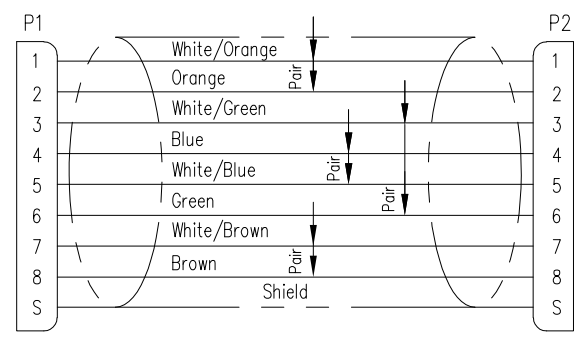 P1 P2
White/Orange
1 1
Pair
Orange
2 2
White/Green
3 3
Blue
4 4
Pair
White/Blue
5 5
Pair
Green
6 6
White/Brown
7 7
Pair
Brown
8 8
Shield
S S